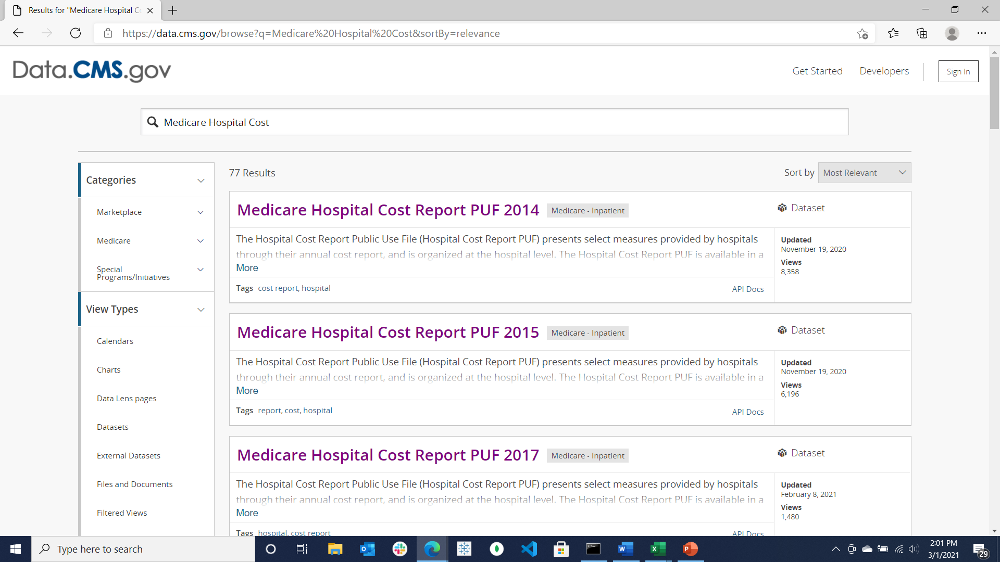 Results for "Medicare Hospital C
https://data.cms.gov/browse?q=Medicare%20Hospital%20Cost&sortBy=relevance
Data.CMS.gov
Get Started
Developers
Sign In
Medicare Hospital Cost
Categories
Marketplace
Medicare
Special
Programs/Initiatives
View Types
Calendars
Charts
Data Lens pages
Datasets
External Datasets
Files and Documents
Filtered Views
77 Results
Sort by
Most Relevant
Medicare Hospital Cost Report PUF 2014
Medicare - Inpatient
Dataset
The Hospital Cost Report Public Use File (Hospital Cost Report PUF) presents select measures provided by hospitals
through their annual cost report, and is organized at the hospital level. The Hospital Cost Report PUF is available in a
More
Tags cost report, hospital
API Docs
Updated
November 19, 2020
Views
8,358
Medicare Hospital Cost Report PUF 2015
Medicare - Inpatient
Dataset
The Hospital Cost Report Public Use File (Hospital Cost Report PUF) presents select measures provided by hospitals
through their annual cost report, and is organized at the hospital level. The Hospital Cost Report PUF is available in a
More
Tags report, cost, hospital
API Docs
Updated
November 19, 2020
Views
6,196
Medicare Hospital Cost Report PUF 2017
Medicare - Inpatient
Dataset
The Hospital Cost Report Public Use File (Hospital Cost Report PUF) presents select measures provided by hospitals
through their annual cost report, and is organized at the hospital level. The Hospital Cost Report PUF is available in a
More
Tags hospital, cost report
API Docs
Updated
February 8, 2021
Views
1,480
Type here to search
2:01 PM
3/1/2021
29